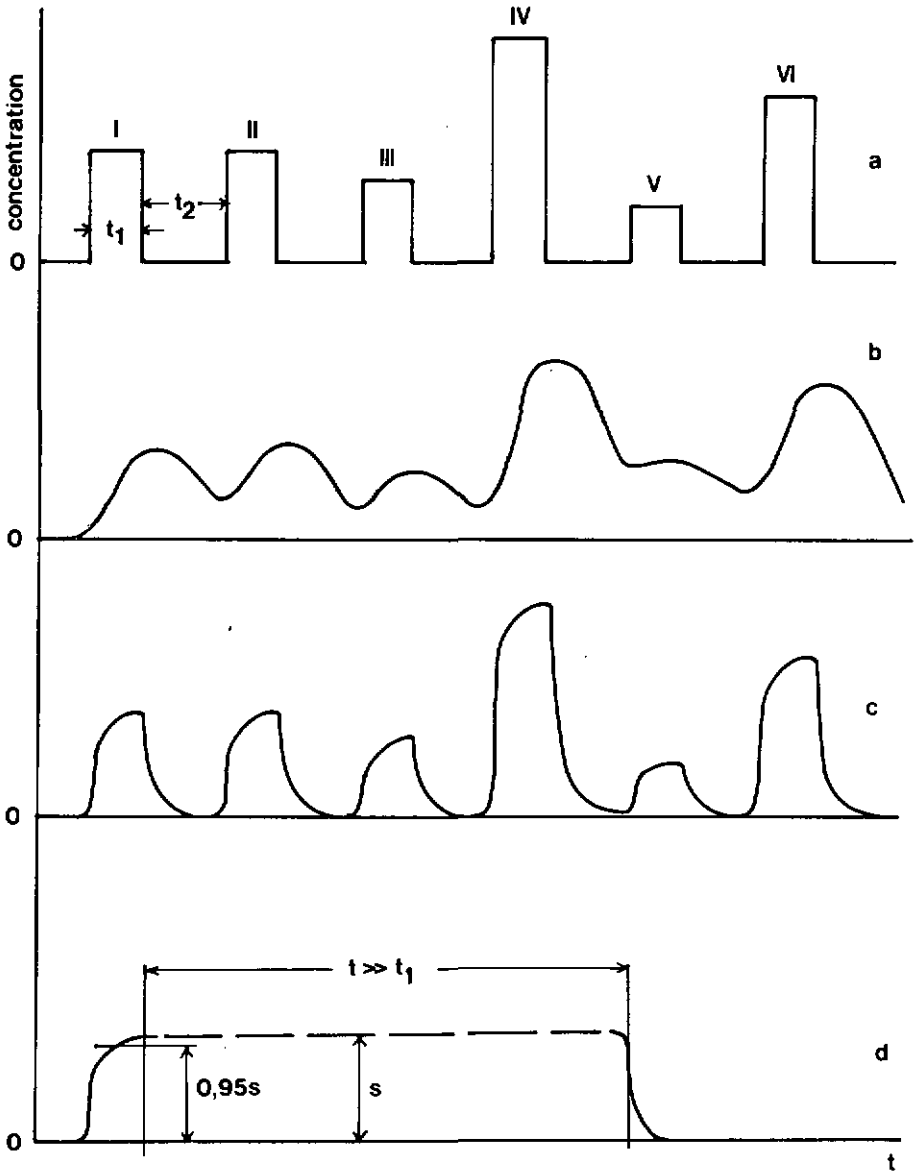 concentration
I
II
III
IV
V
VI
a
t₁
t₂
0
b
0
c
0
t >> t₁
d
0,95s
s
0
t